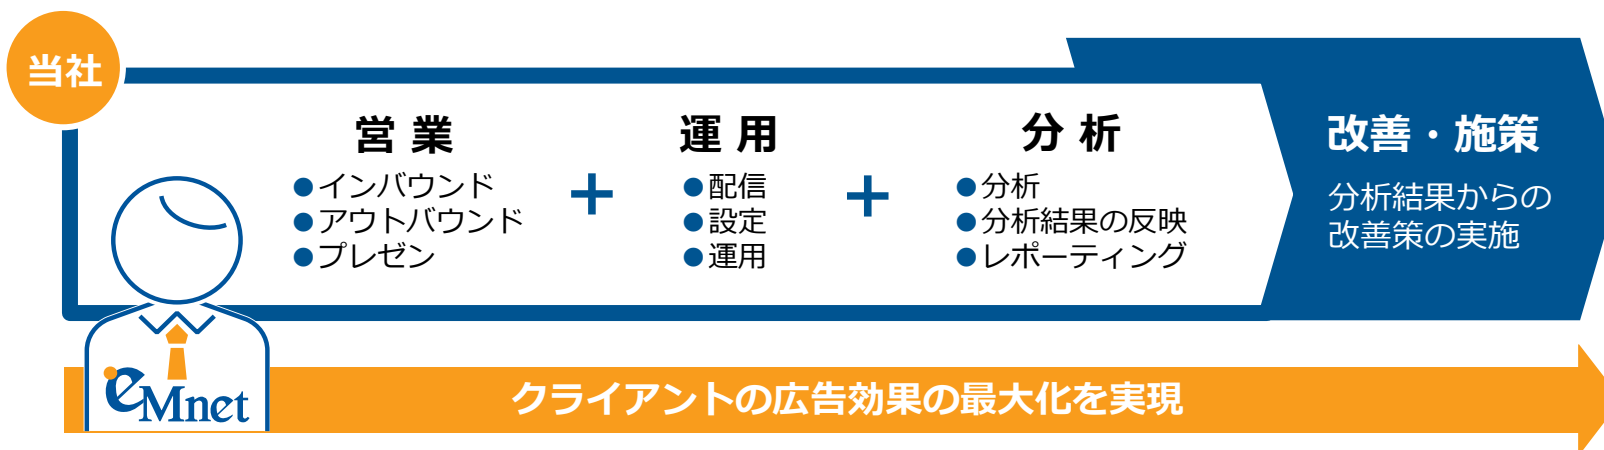 当社
営業
●インバウンド
●アウトバウンド
●プレゼン
+
運用
●配信
●設定
●運用
+
分析
●分析
●分析結果の反映
●レポーティング
改善・施策
分析結果からの
改善策の実施
eMnet
クライアントの広告効果の最大化を実現